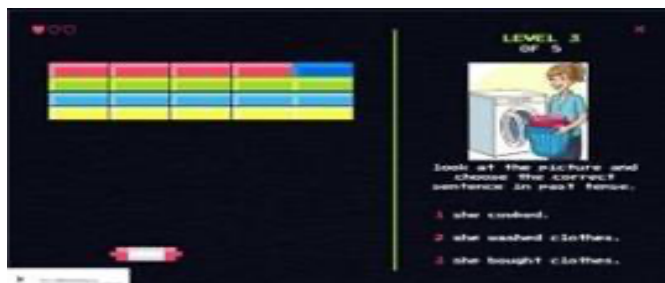 LEVEL 3
OF 5
look at the picture and
choose the correct
sentence in past tense.
1 she cooked.
2 she washed clothes.
3 she bought clothes.